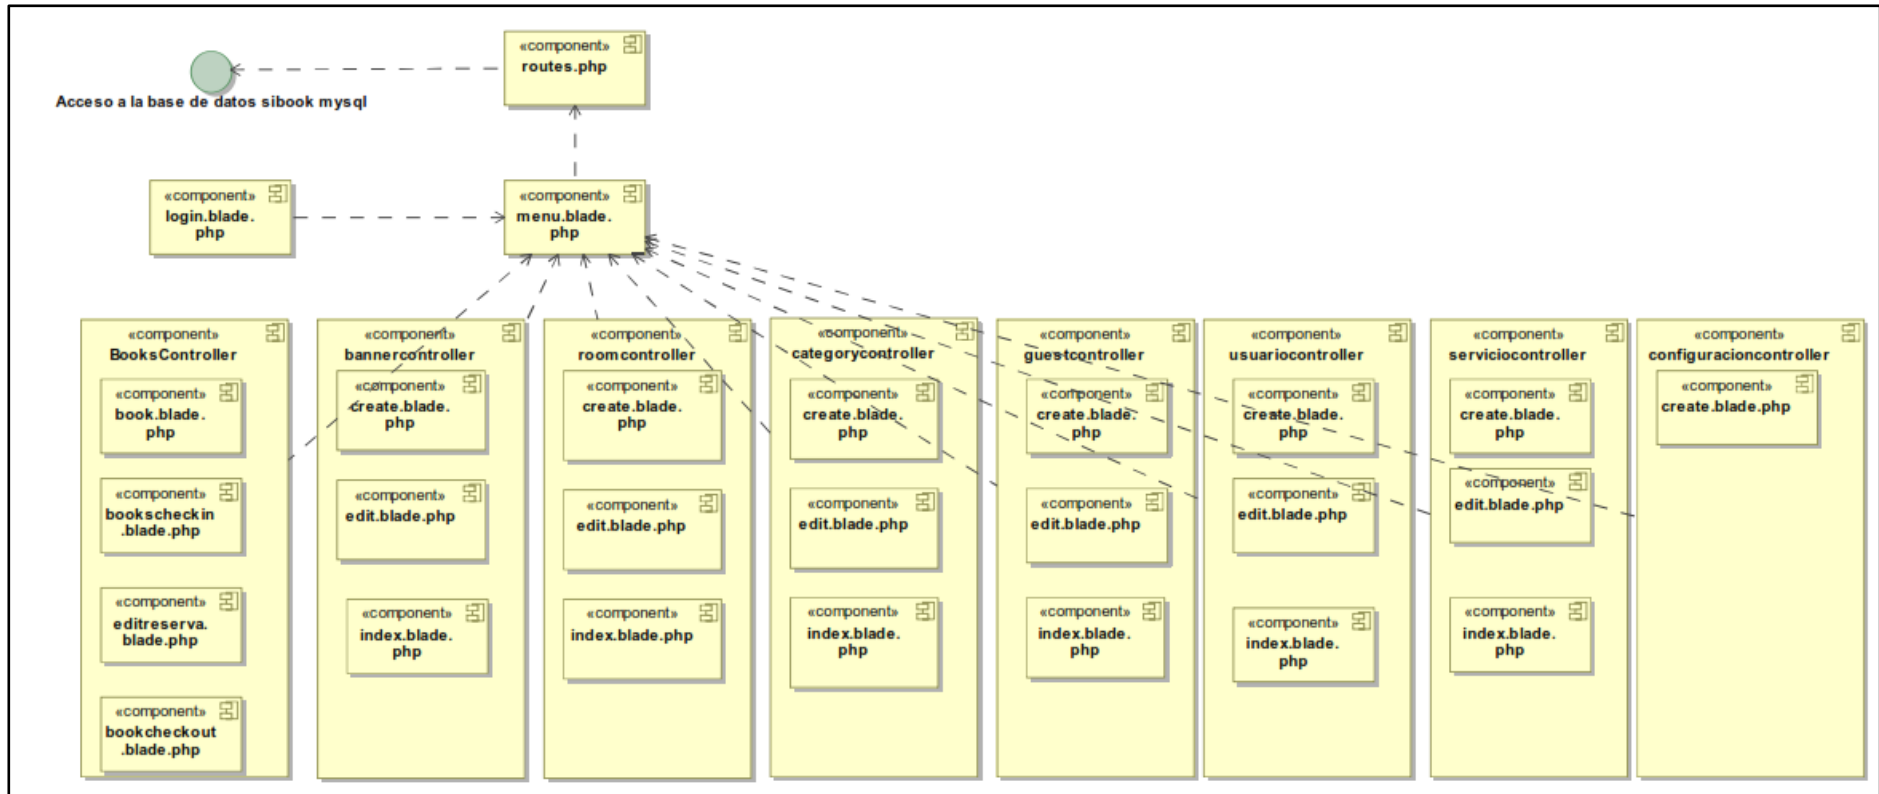 «component»
routes.php
Acceso a la base de datos sibook mysql
«component»
login.blade.
php
«component»
menu.blade.
php
«component»
BooksController
«component»
book.blade.
php
«component»
bookscheckin
.blade.php
«component»
editreserva.
blade.php
«component»
bookcheckout
.blade.php
«component»
bannercontroller
«component»
create.blade.
php
«component»
edit.blade.php
«component»
index.blade.
php
«component»
roomcontroller
«component»
create.blade.
php
«component»
edit.blade.php
«component»
index.blade.php
«component»
categorycontroller
«component»
create.blade.
php
«component»
edit.blade.php
«component»
index.blade.
php
«component»
guestcontroller
«component»
create.blade.
php
«component»
edit.blade.php
«component»
index.blade.
php
«component»
usuariocontroller
«component»
create.blade.
php
«component»
edit.blade.php
«component»
index.blade.
php
«component»
serviciocontroller
«component»
create.blade.
php
«component»
edit.blade.php
«component»
index.blade.
php
«component»
configuracioncontroller
«component»
create.blade.php